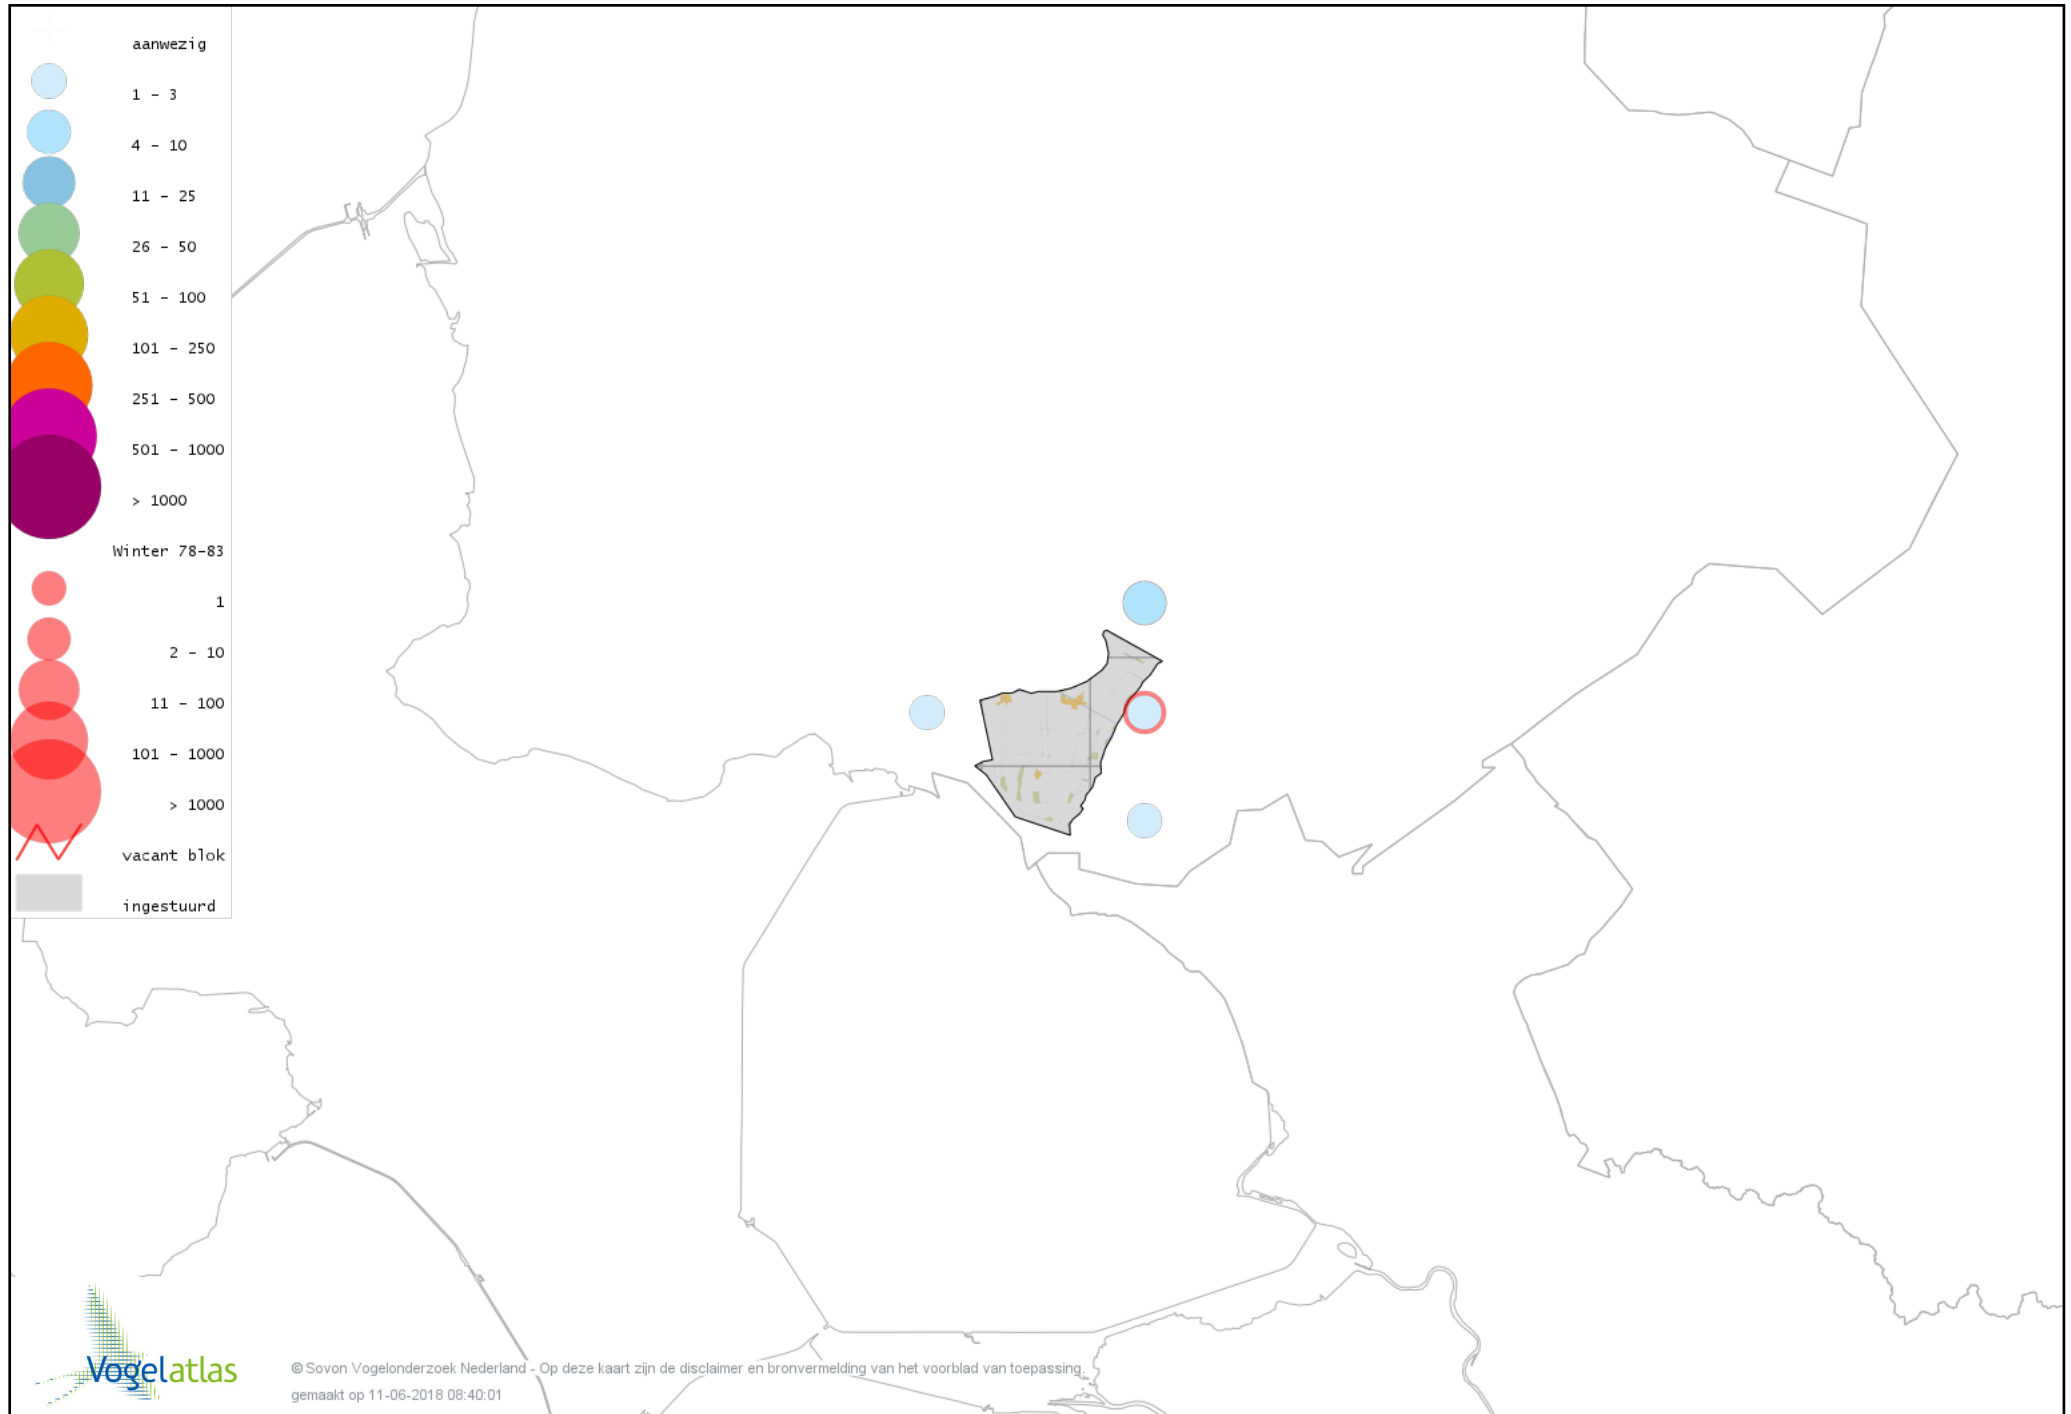 aanwezig
1 - 3
4 - 10
11 - 25
26 - 50
51 - 100
101 - 250
251 - 500
501 - 1000
> 1000
Winter 78-83
1
2 - 10
11 - 100
101 - 1000
> 1000
vacant blok
ingestuurd
Vogelatlas
© Sovon Vogelonderzoek Nederland - Op deze kaart zijn de disclaimer en bronvermelding van het voorblad van toepassing.
gemaakt op 11-06-2018 08:40:01